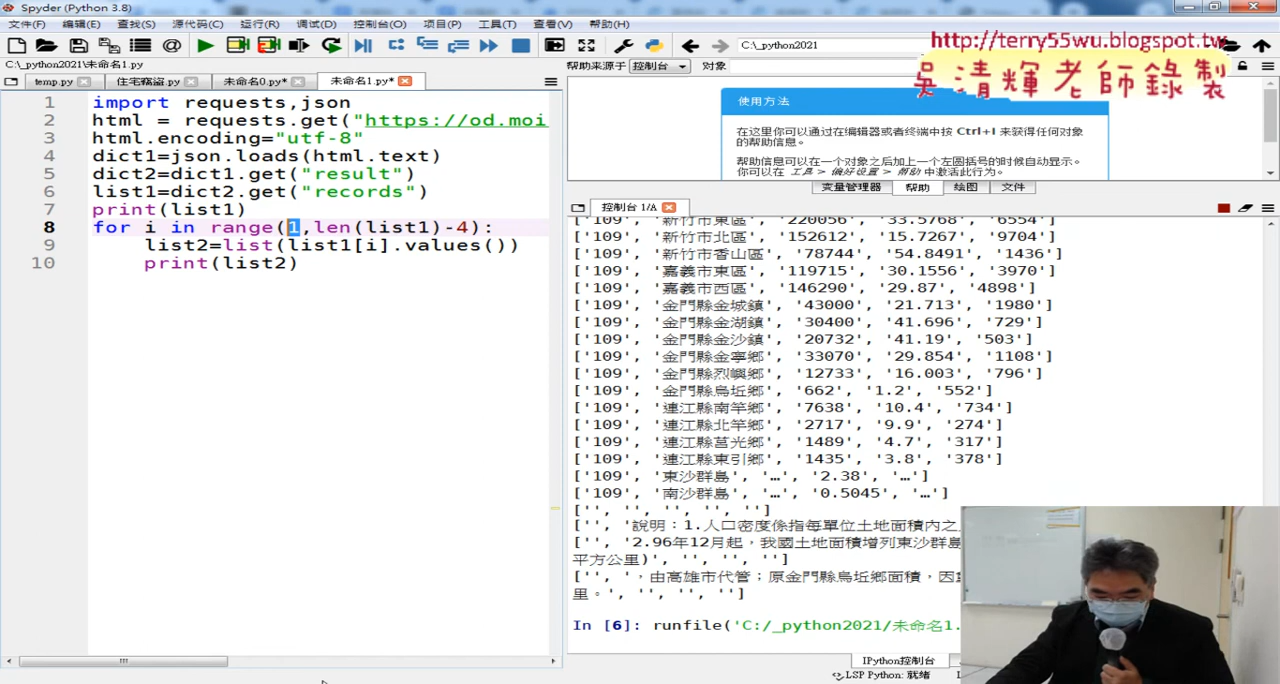 Spyder (Python 3.8)
文件(F) 编辑(E) 查找(S) 源代码(C) 运行(R) 调试(D) 控制台(O) 项目(P) 工具(T) 查看(V) 帮助(H)
C:\_python2021
http://terry55wu.blogspot.tw
吳清輝老師錄製
C:\_python2021\未命名1.py
帮助来源于 控制台 对象
temp.py 住宅竊盜.py 未命名0.py* 未命名1.py*
1 import requests,json
2 html = requests.get("https://od.moi
3 html.encoding="utf-8"
4 dict1=json.loads(html.text)
5 dict2=dict1.get("result")
6 list1=dict2.get("records")
7 print(list1)
8 for i in range(1,len(list1)-4):
9 list2=list(list1[i].values())
10 print(list2)
使用方法
在这里你可以通过在编辑器或者终端中按 Ctrl+I 来获得任何对象
的帮助信息。
帮助信息可以在一个对象之后加上一个左圆括号的时候自动显示。
你可以在 工具 > 偏好设置 > 帮助 中激活此行为。
变量管理器 帮助 绘图 文件
控制台 1/A
['109', '新竹市東區', '220056', '33.5768', '6554']
['109', '新竹市北區', '152612', '15.7267', '9704']
['109', '新竹市香山區', '78744', '54.8491', '1436']
['109', '嘉義市東區', '119715', '30.1556', '3970']
['109', '嘉義市西區', '146290', '29.87', '4898']
['109', '金門縣金城鎮', '43000', '21.713', '1980']
['109', '金門縣金湖鎮', '30400', '41.696', '729']
['109', '金門縣金沙鎮', '20732', '41.19', '503']
['109', '金門縣金寧鄉', '33070', '29.854', '1108']
['109', '金門縣烈嶼鄉', '12733', '16.003', '796']
['109', '金門縣烏坵鄉', '662', '1.2', '552']
['109', '連江縣南竿鄉', '7638', '10.4', '734']
['109', '連江縣北竿鄉', '2717', '9.9', '274']
['109', '連江縣莒光鄉', '1489', '4.7', '317']
['109', '連江縣東引鄉', '1435', '3.8', '378']
['109', '東沙群島', '…', '2.38', '…']
['109', '南沙群島', '…', '0.5045', '…']
['', '', '', '', '']
['', '說明：1.人口密度係指每單位土地面積內之
['', '2.96年12月起，我國土地面積增列東沙群島
平方公里)', '', '', '']
['', '，由高雄市代管；原金門縣烏坵鄉面積，因
里。', '', '', '']
In [6]: runfile('C:/_python2021/未命名1.
IPython控制台
LSP Python: 就绪